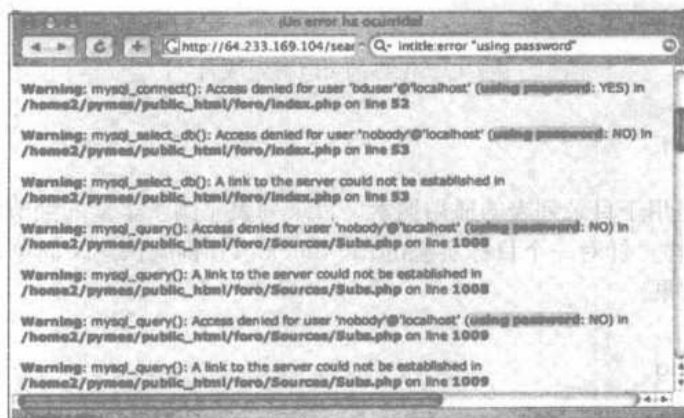 ¡Un error ha ocurrido!
http://64.233.169.104/sear
intitle:error "using password"
Warning: mysql_connect(): Access denied for user 'bduser'@'localhost' (using password: YES) in
/home2/pymes/public_html/foro/index.php on line 52
Warning: mysql_select_db(): Access denied for user 'nobody'@'localhost' (using password: NO) in
/home2/pymes/public_html/foro/index.php on line 53
Warning: mysql_select_db(): A link to the server could not be established in
/home2/pymes/public_html/foro/index.php on line 53
Warning: mysql_query(): Access denied for user 'nobody'@'localhost' (using password: NO) in
/home2/pymes/public_html/foro/Sources/Subs.php on line 1008
Warning: mysql_query(): A link to the server could not be established in
/home2/pymes/public_html/foro/Sources/Subs.php on line 1008
Warning: mysql_query(): Access denied for user 'nobody'@'localhost' (using password: NO) in
/home2/pymes/public_html/foro/Sources/Subs.php on line 1009
Warning: mysql_query(): A link to the server could not be established in
/home2/pymes/public_html/foro/Sources/Subs.php on line 1009